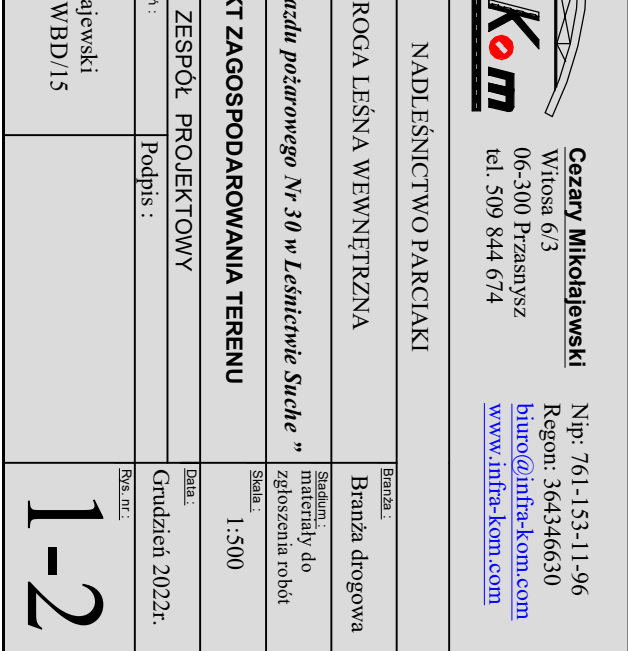 Kom
Cezary Mikołajewski
Witosa 6/3
06-300 Przasnysz
tel. 509 844 674
Nip: 761-153-11-96
Regon: 364346630
biuro@infra-kom.com
www.infra-kom.com
NADLEŚNICTWO PARCIAKI
ROGA LEŚNA WEWNĘTRZNA
Branża :
Branża drogowa
azdu pożarowego Nr 30 w Leśnictwie Suche ”
Stadium :
materiały do
zgłoszenia robót
KT ZAGOSPODAROWANIA TERENU
Skala :
1:500
ZESPÓŁ PROJEKTOWY
Podpis :
Data :
Grudzień 2022r.
ajewski
WBD/15
Rys. nr :
1-2